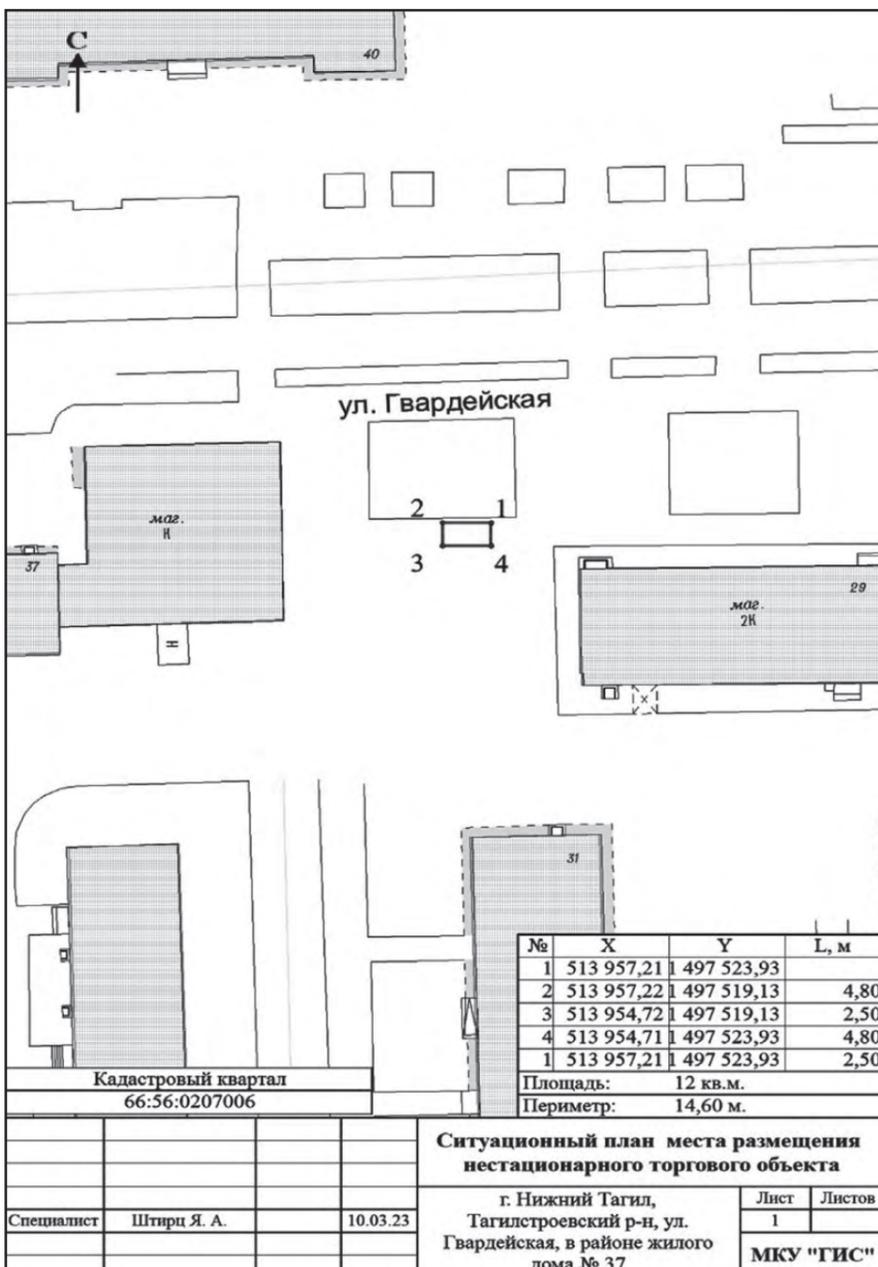 С
40
ул. Гвардейская
маг.
К
2 1
3 4
37
29
маг.
2К
Н
х
31
№ X Y L, м
1 513 957,21 1 497 523,93
2 513 957,22 1 497 519,13 4,80
3 513 954,72 1 497 519,13 2,50
4 513 954,71 1 497 523,93 4,80
1 513 957,21 1 497 523,93 2,50
Площадь: 12 кв.м.
Периметр: 14,60 м.
Кадастровый квартал
66:56:0207006
Ситуационный план места размещения
нестационарного торгового объекта
Специалист Штирц Я. А. 10.03.23
г. Нижний Тагил,
Тагилстроевский р-н, ул.
Гвардейская, в районе жилого
дома № 37
Лист Листов
1
МКУ "ГИС"